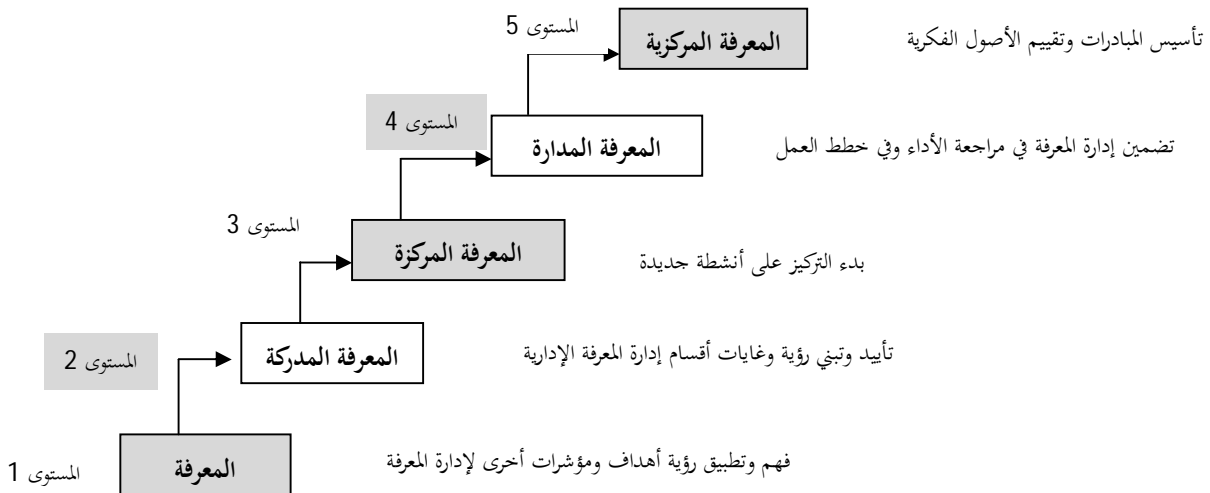 المستوى 5
المعرفة المركزية
تأسيس المبادرات وتقييم الأصول الفكرية
المستوى 4
المعرفة المدارة
تضمين إدارة المعرفة في مراجعة الأداء وفي خطط العمل
المستوى 3
المعرفة المركزة
بدء التركيز على أنشطة جديدة
المستوى 2
المعرفة المدركة
تأييد وتبني رؤية وغايات أقسام إدارة المعرفة الإدارية
المستوى 1
المعرفة
فهم وتطبيق رؤية أهداف ومؤشرات أخرى لإدارة المعرفة